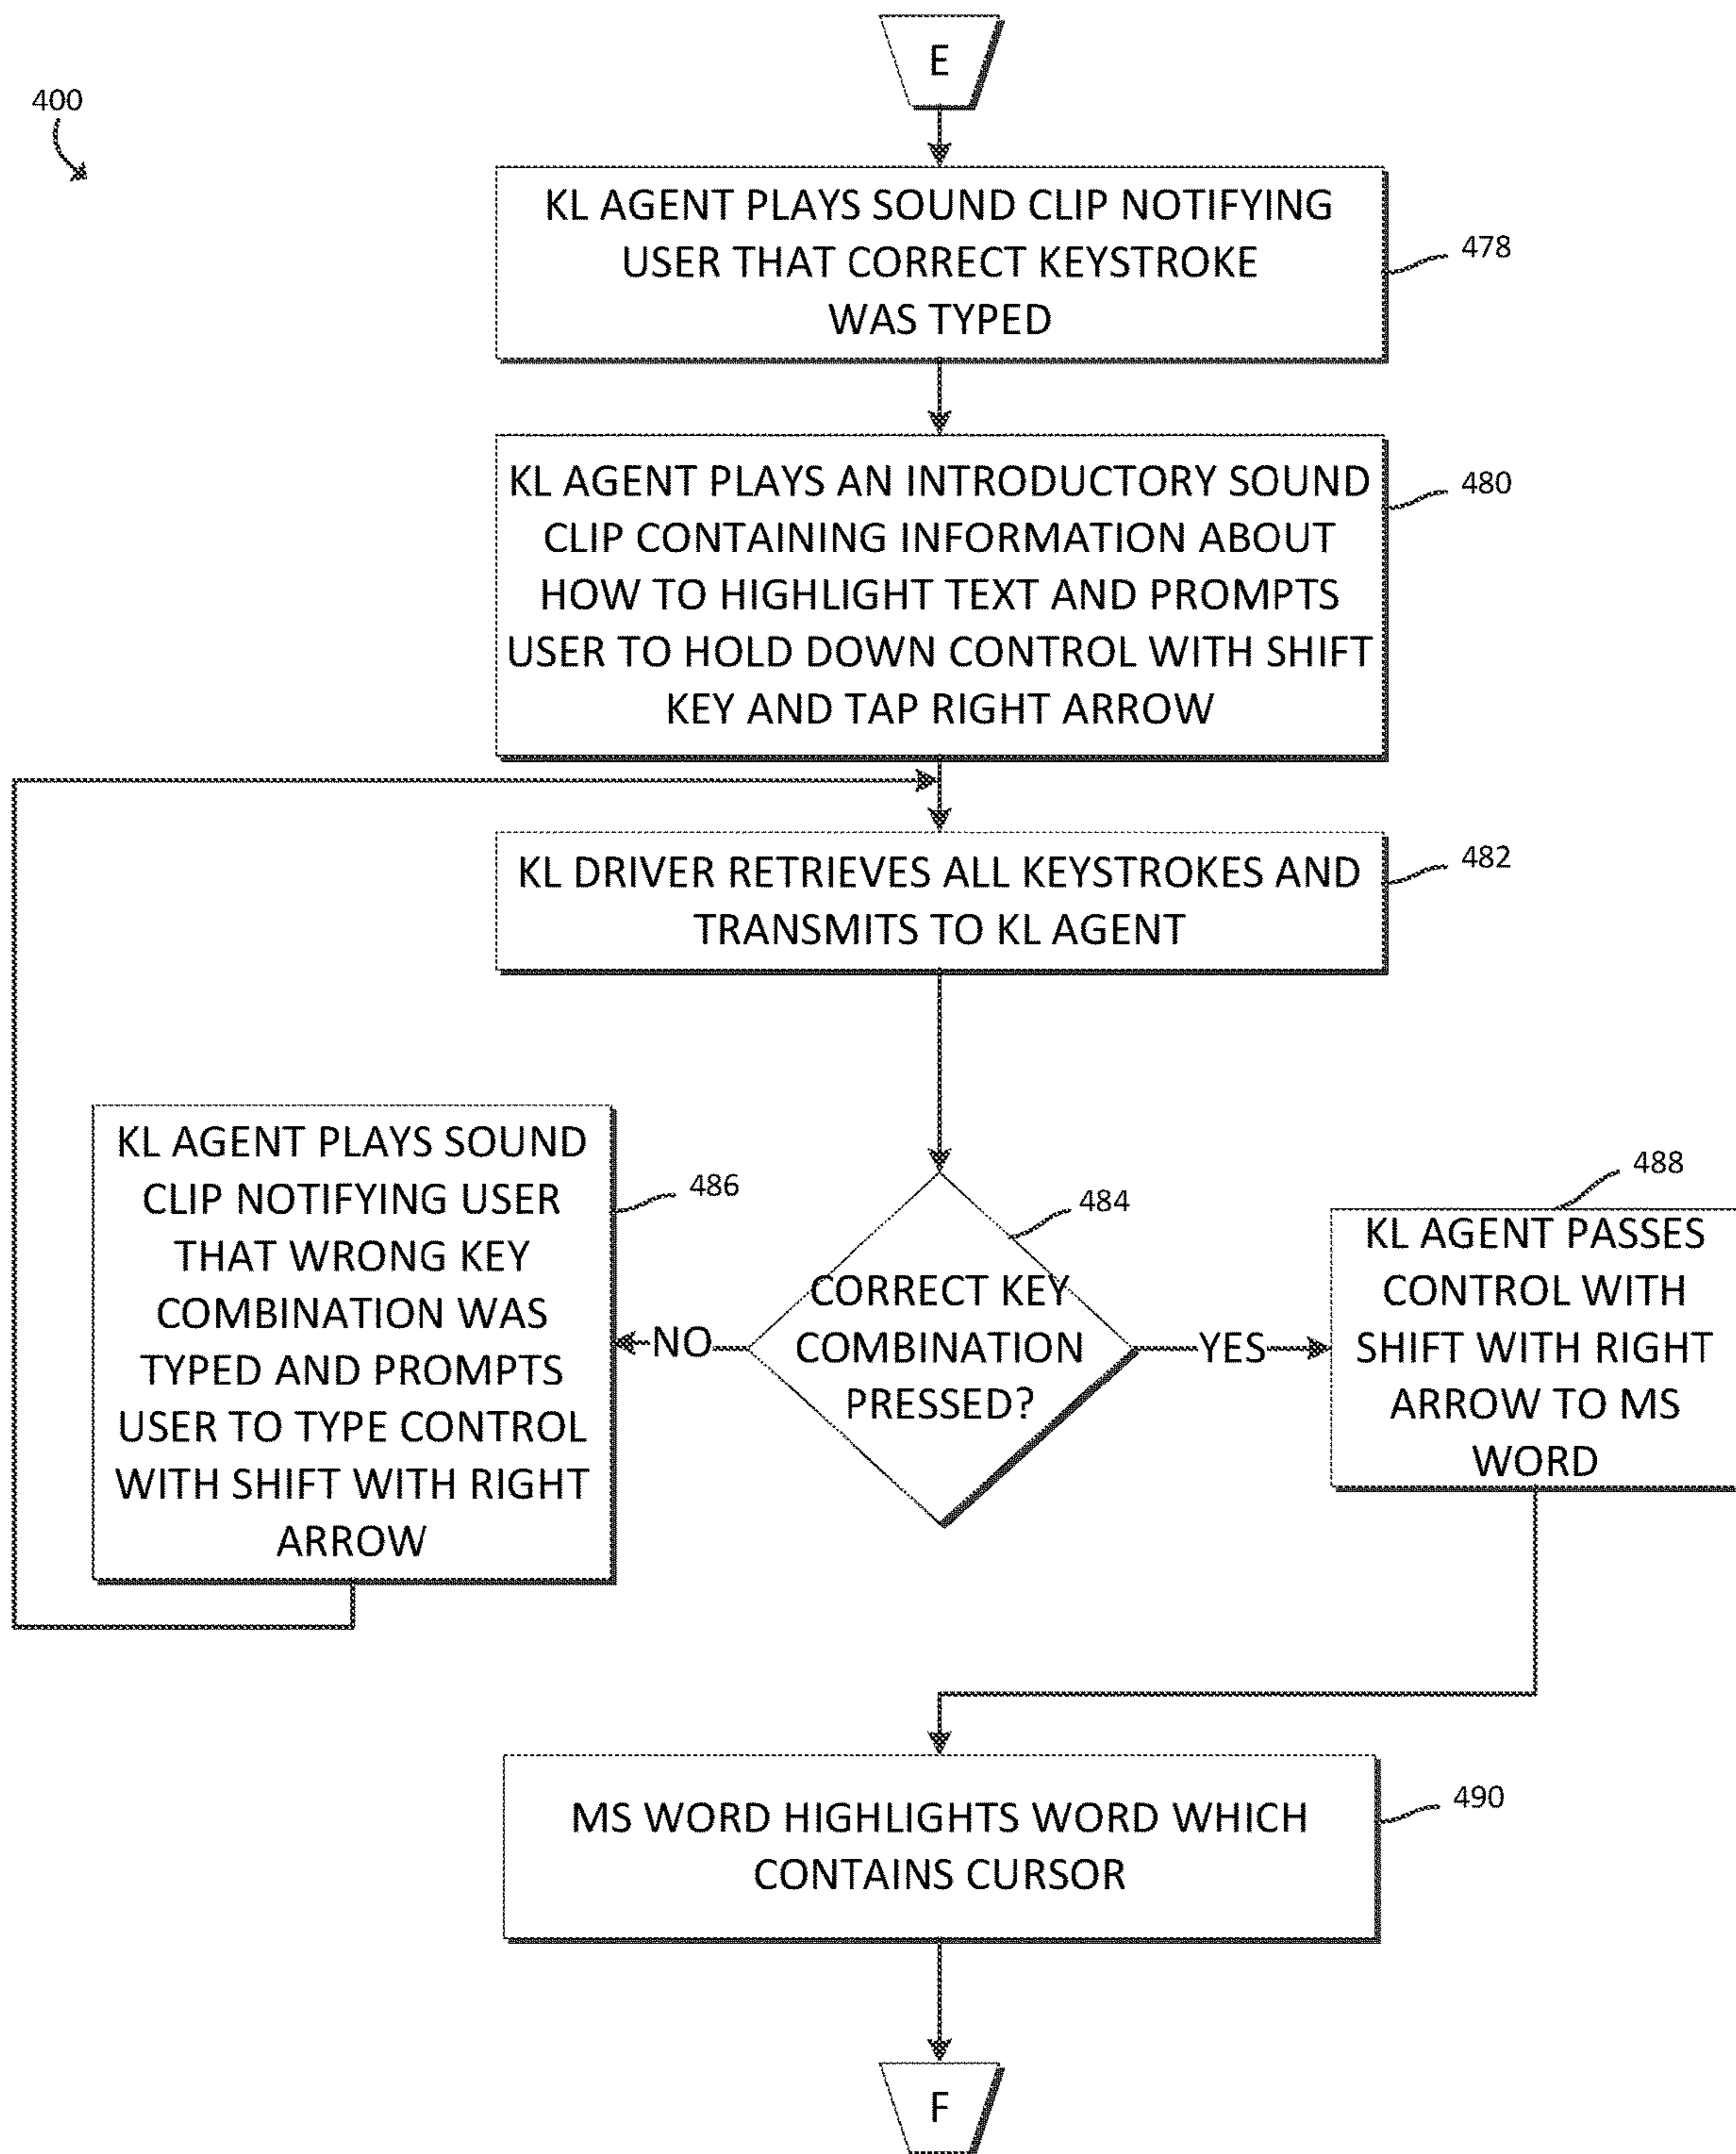 E
400
KL AGENT PLAYS SOUND CLIP NOTIFYING
USER THAT CORRECT KEYSTROKE
WAS TYPED
478
KL AGENT PLAYS AN INTRODUCTORY SOUND
CLIP CONTAINING INFORMATION ABOUT
HOW TO HIGHLIGHT TEXT AND PROMPTS
USER TO HOLD DOWN CONTROL WITH SHIFT
KEY AND TAP RIGHT ARROW
480
KL DRIVER RETRIEVES ALL KEYSTROKES AND
TRANSMITS TO KL AGENT
482
KL AGENT PLAYS SOUND
CLIP NOTIFYING USER
THAT WRONG KEY
COMBINATION WAS
TYPED AND PROMPTS
USER TO TYPE CONTROL
WITH SHIFT WITH RIGHT
ARROW
486
NO
CORRECT KEY
COMBINATION
PRESSED?
484
YES
488
KL AGENT PASSES
CONTROL WITH
SHIFT WITH RIGHT
ARROW TO MS
WORD
MS WORD HIGHLIGHTS WORD WHICH
CONTAINS CURSOR
490
F